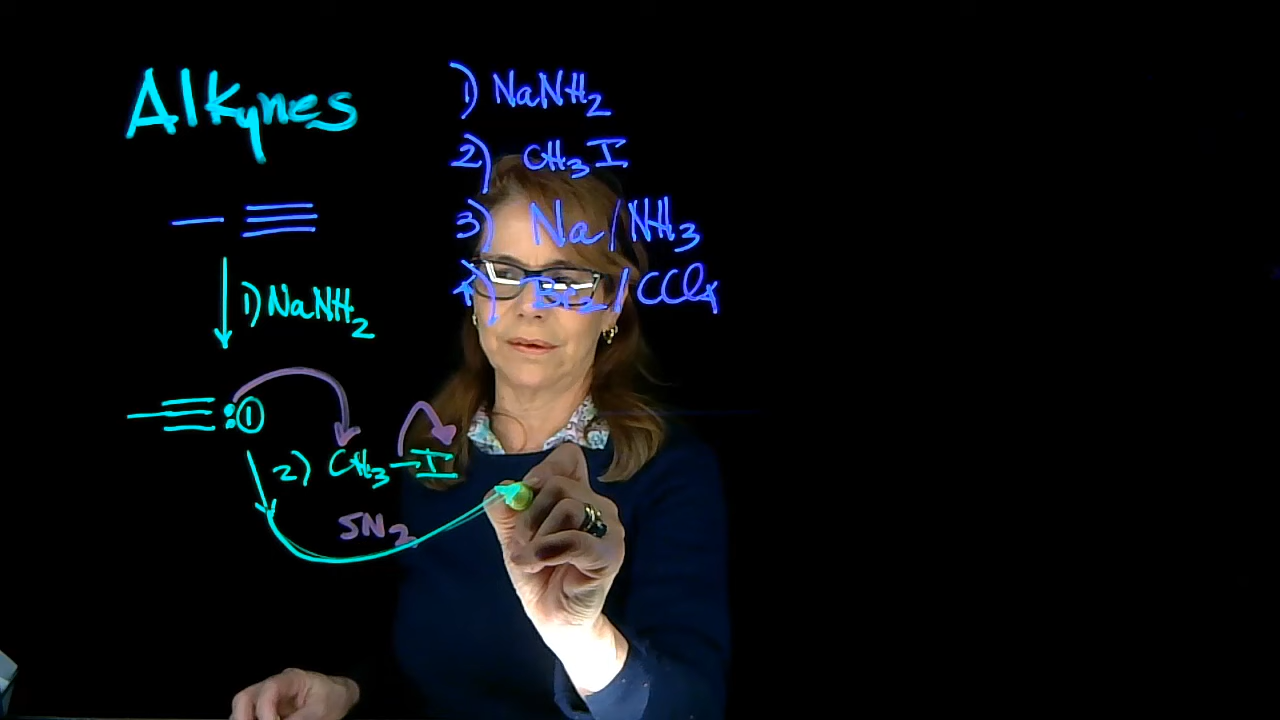 Alkynes
1) NaNH2
2) CH3I
3) Na/NH3
4) Br2/CCl4
1) NaNH2
2) CH3-I
SN2